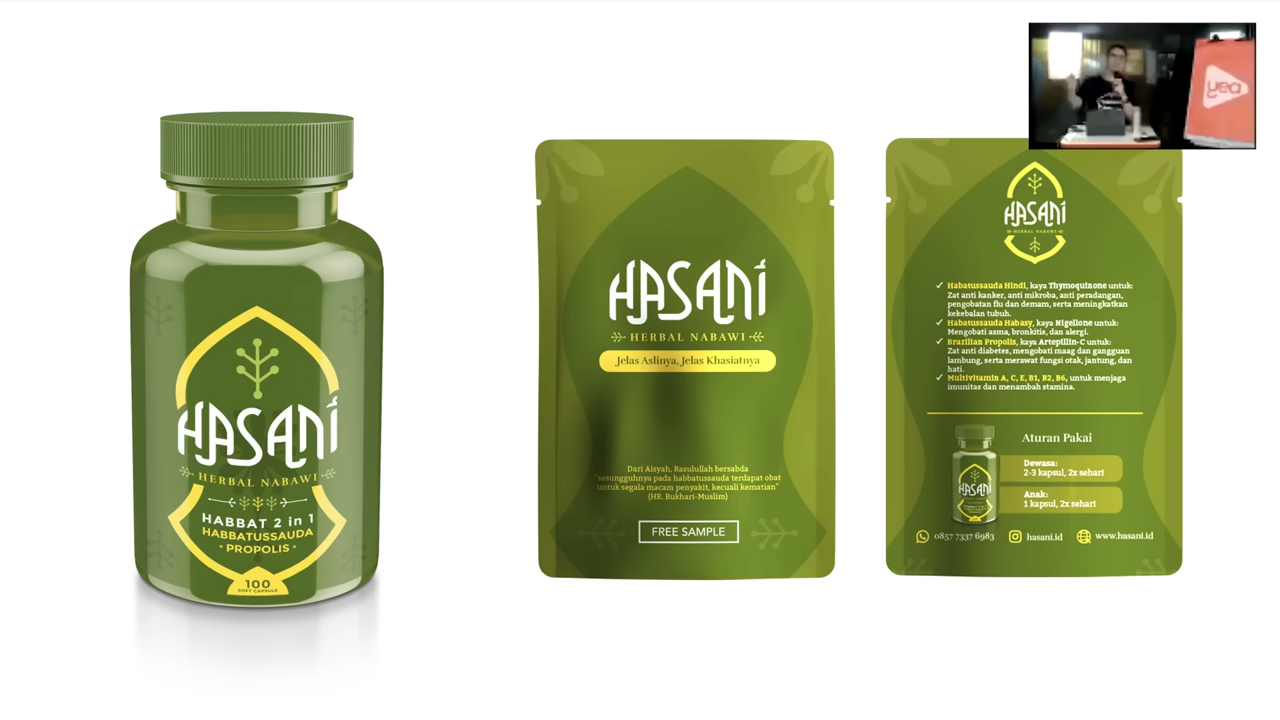 HASANI
HERBAL NABAWI
HABBAT 2 in 1
HABBATUSSAUDA
• PROPOLIS •
100
SOFT CAPSULE
HASANI
HERBAL NABAWI
Jelas Aslinya, Jelas Khasiatnya
Dari Aisyah, Rasulullah bersabda
"sesungguhnya pada habbatussauda terdapat obat
untuk segala macam penyakit, kecuali kematian"
(HR. Bukhari-Muslim)
FREE SAMPLE
HASANI
HERBAL NABAWI
✓ Habatussauda Hindi, kaya Thymoquinone untuk:
Zat anti kanker, anti mikroba, anti peradangan,
pengobatan flu dan demam, serta meningkatkan
kekebalan tubuh.
✓ Habatussauda Habasy, kaya Nigellone untuk:
Mengobati asma, bronkitis, dan alergi.
✓ Brazilian Propolis, kaya Artepillin-C untuk:
Zat anti diabetes, mengobati maag dan gangguan
lambung, serta merawat fungsi otak, jantung, dan
hati.
✓ Multivitamin A, C, E, B1, B2, B6, untuk menjaga
imunitas dan menambah stamina.
Aturan Pakai
Dewasa:
2-3 kapsul, 2x sehari
Anak:
1 kapsul, 2x sehari
HASANI
0857 7337 6983 hasani.id www.hasani.id
yea